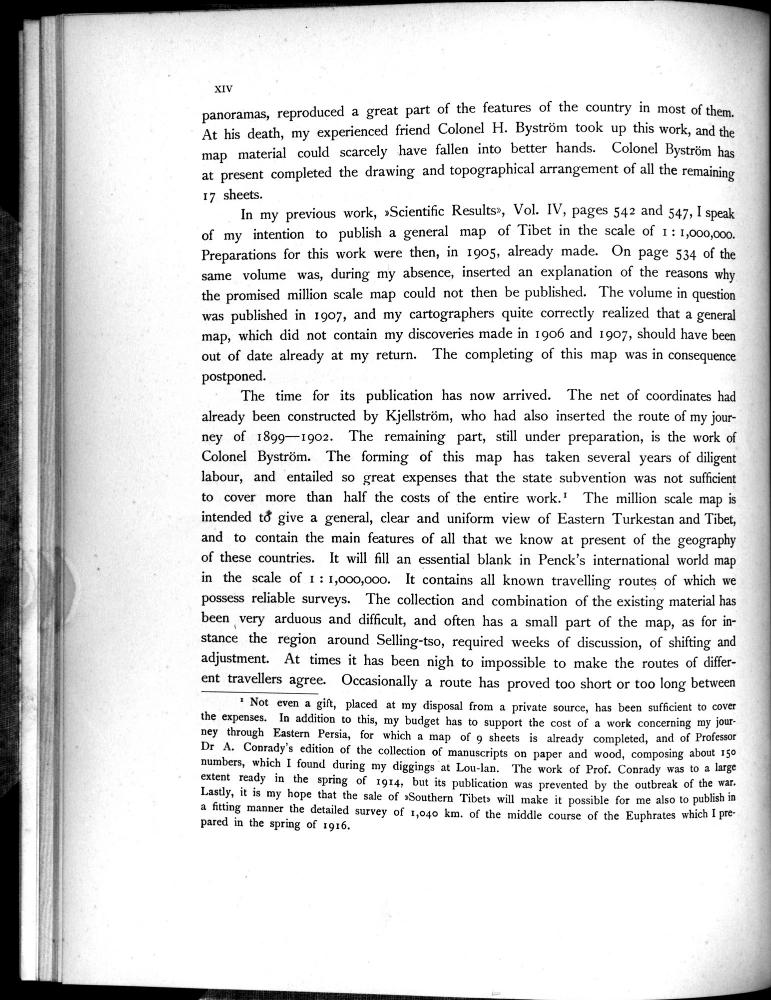 XIV
panoramas, reproduced a great part of the features of the country in most of them.
At his death, my experienced friend Colonel H. Byström took up this work, and the
map material could scarcely have fallen into better hands. Colonel Byström has
at present completed the drawing and topographical arrangement of all the remaining
17 sheets.
In my previous work, »Scientific Results», Vol. IV, pages 542 and 547, I speak
of my intention to publish a general map of Tibet in the scale of 1 : 1,000,000.
Preparations for this work were then, in 1905, already made. On page 534 of the
same volume was, during my absence, inserted an explanation of the reasons why
the promised million scale map could not then be published. The volume in question
was published in 1907, and my cartographers quite correctly realized that a general
map, which did not contain my discoveries made in 1906 and 1907, should have been
out of date already at my return. The completing of this map was in consequence
postponed.
The time for its publication has now arrived. The net of coordinates had
already been constructed by Kjellström, who had also inserted the route of my jour-
ney of 1899—1902. The remaining part, still under preparation, is the work of
Colonel Byström. The forming of this map has taken several years of diligent
labour, and entailed so great expenses that the state subvention was not sufficient
to cover more than half the costs of the entire work.¹ The million scale map is
intended to give a general, clear and uniform view of Eastern Turkestan and Tibet,
and to contain the main features of all that we know at present of the geography
of these countries. It will fill an essential blank in Penck's international world map
in the scale of 1 : 1,000,000. It contains all known travelling routes of which we
possess reliable surveys. The collection and combination of the existing material has
been very arduous and difficult, and often has a small part of the map, as for in-
stance the region around Selling-tso, required weeks of discussion, of shifting and
adjustment. At times it has been nigh to impossible to make the routes of differ-
ent travellers agree. Occasionally a route has proved too short or too long between
¹ Not even a gift, placed at my disposal from a private source, has been sufficient to cover
the expenses. In addition to this, my budget has to support the cost of a work concerning my jour-
ney through Eastern Persia, for which a map of 9 sheets is already completed, and of Professor
Dr A. Conrady's edition of the collection of manuscripts on paper and wood, composing about 150
numbers, which I found during my diggings at Lou-lan. The work of Prof. Conrady was to a large
extent ready in the spring of 1914, but its publication was prevented by the outbreak of the war.
Lastly, it is my hope that the sale of »Southern Tibet» will make it possible for me also to publish in
a fitting manner the detailed survey of 1,040 km. of the middle course of the Euphrates which I pre-
pared in the spring of 1916.